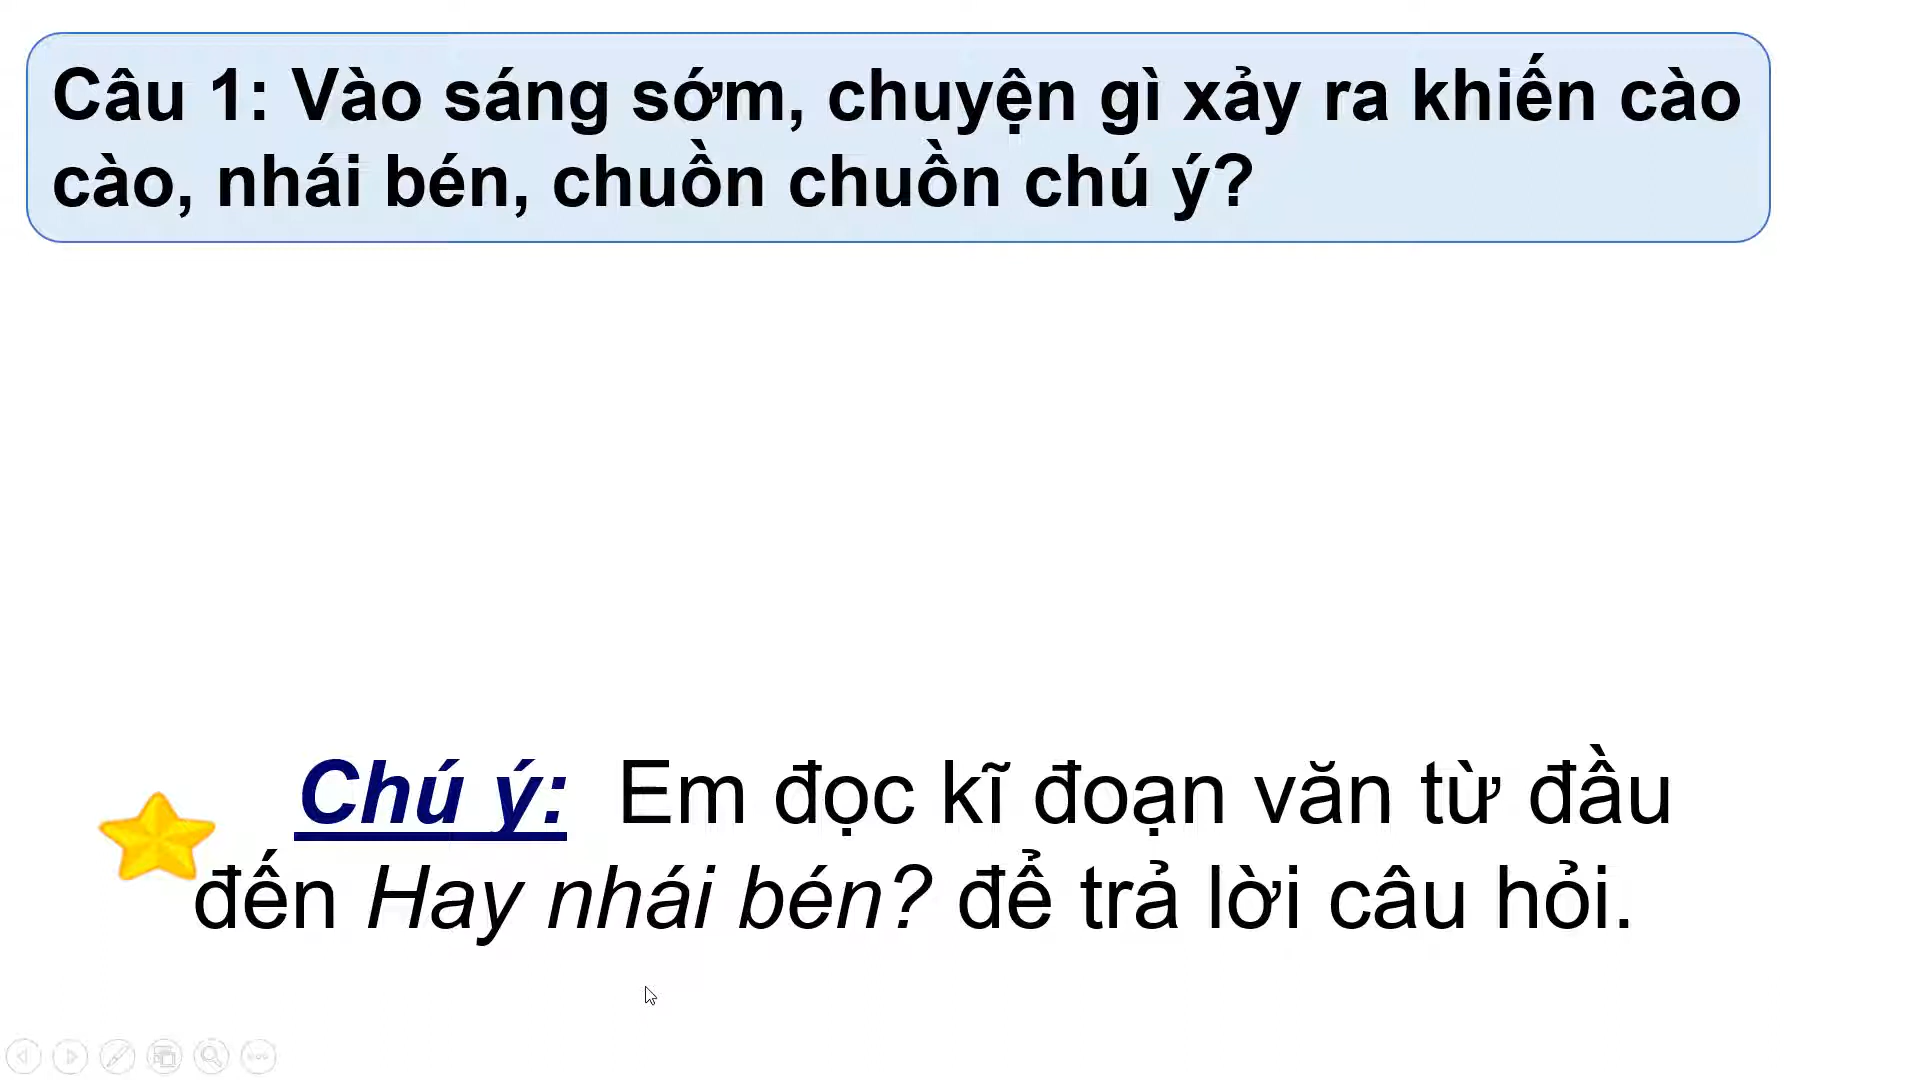 Câu 1: Vào sáng sớm, chuyện gì xảy ra khiến cào
cào, nhái bén, chuồn chuồn chú ý?
Chú ý: Em đọc kĩ đoạn văn từ đầu
đến Hay nhái bén? để trả lời câu hỏi.